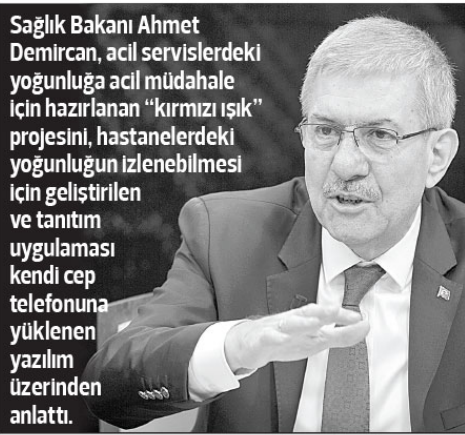 Sağlık Bakanı Ahmet
Demircan, acil servislerdeki
yoğunluğa acil müdahale
için hazırlanan “kırmızı ışık”
projesini, hastanelerdeki
yoğunluğun izlenebilmesi
için geliştirilen
ve tanıtım
uygulaması
kendi cep
telefonuna
yüklenen
yazılım
üzerinden
anlattı.